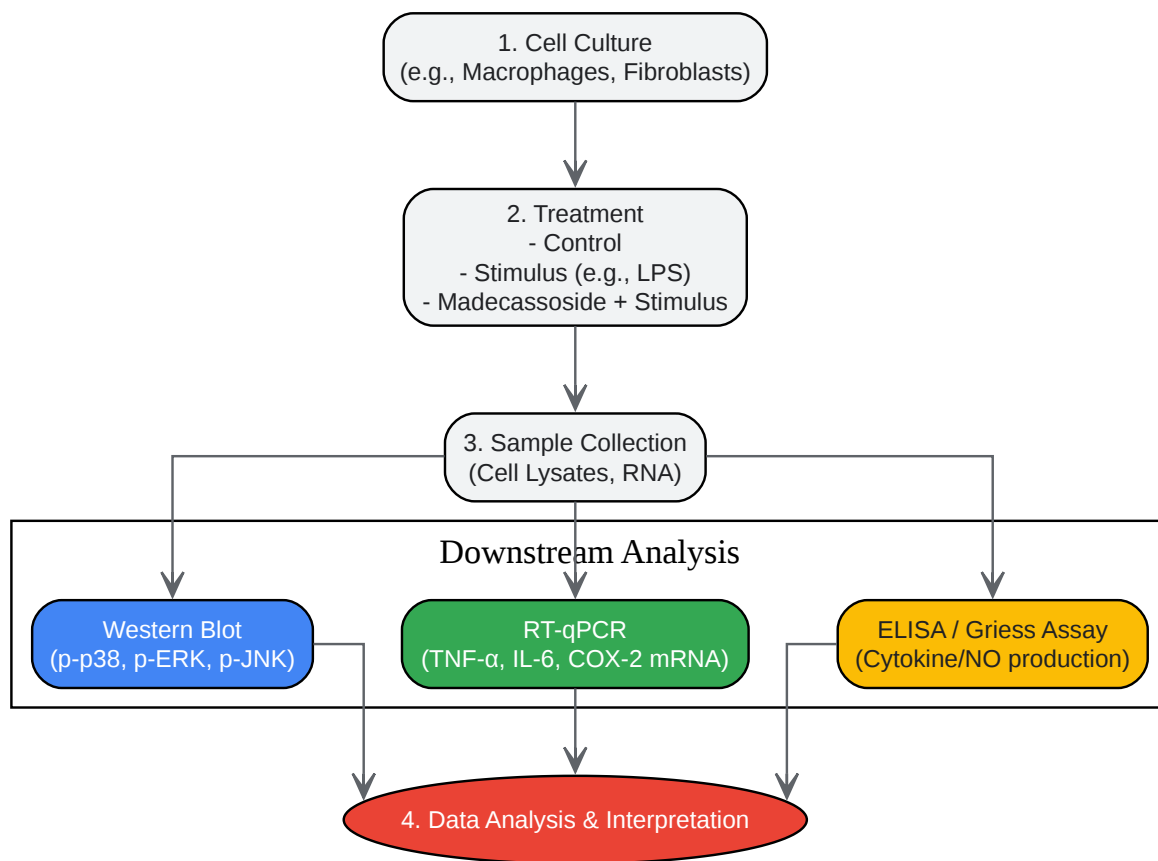 1. Cell Culture
(e.g., Macrophages, Fibroblasts)
2. Treatment
- Control
- Stimulus (e.g., LPS)
- Madecassoside + Stimulus
3. Sample Collection
(Cell Lysates, RNA)
Downstream Analysis
Western Blot
(p-p38, p-ERK, p-JNK)
RT-qPCR
(TNF-α, IL-6, COX-2 mRNA)
ELISA / Griess Assay
(Cytokine/NO production)
4. Data Analysis & Interpretation